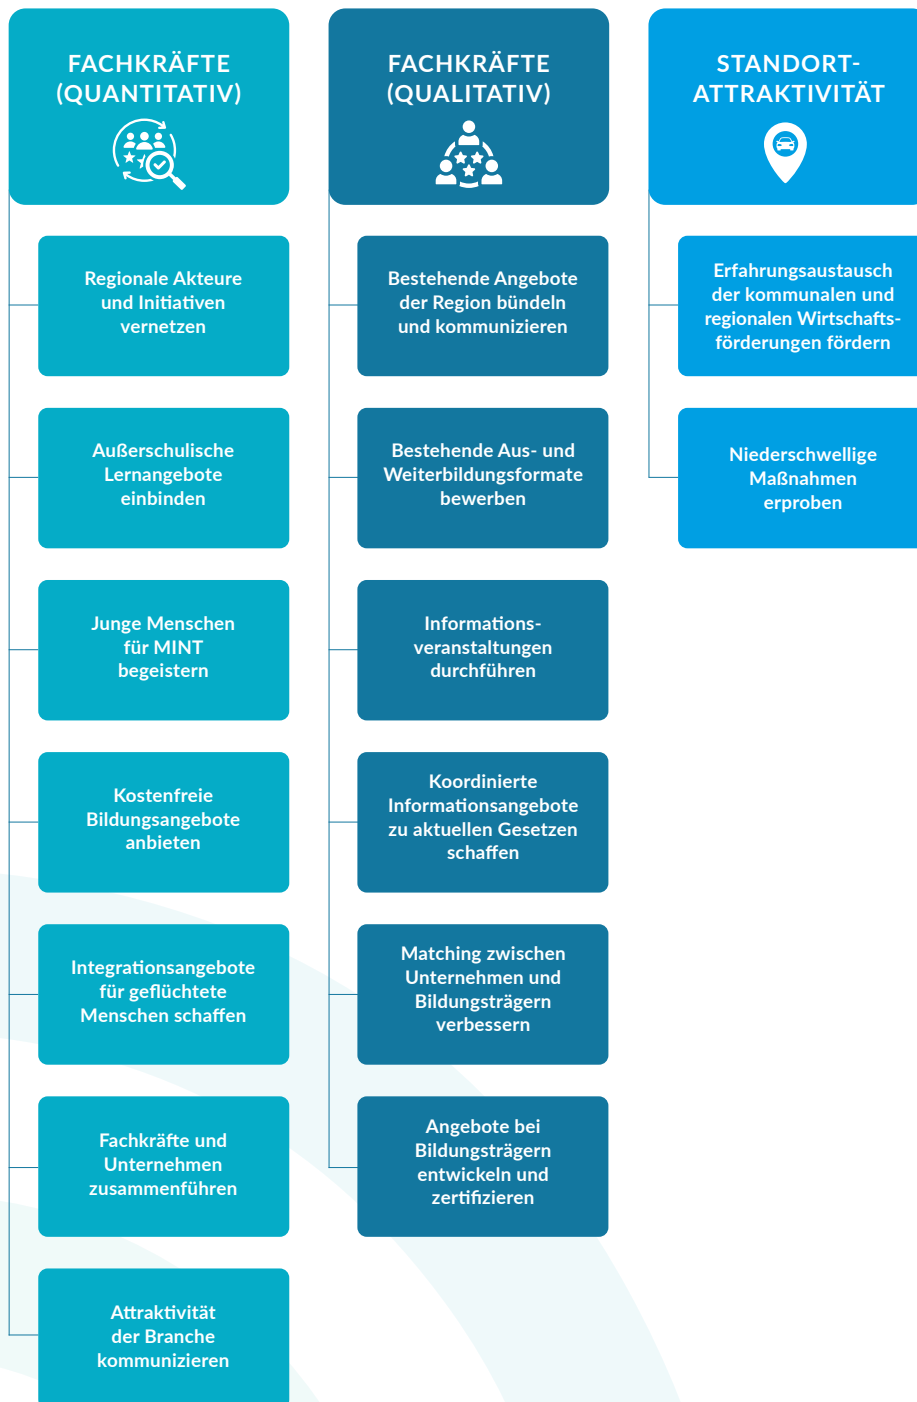 FACHKRÄFTE
(QUANTITATIV)
Regionale Akteure
und Initiativen
vernetzen
Außerschulische
Lernangebote
einbinden
Junge Menschen
für MINT
begeistern
Kostenfreie
Bildungsangebote
anbieten
Integrationsangebote
für geflüchtete
Menschen schaffen
Fachkräfte und
Unternehmen
zusammenführen
Attraktivität
der Branche
kommunizieren
FACHKRÄFTE
(QUALITATIV)
Bestehende Angebote
der Region bündeln
und kommunizieren
Bestehende Aus- und
Weiterbildungsformate
bewerben
Informations-
veranstaltungen
durchführen
Koordinierte
Informationsangebote
zu aktuellen Gesetzen
schaffen
Matching zwischen
Unternehmen und
Bildungsträgern
verbessern
Angebote bei
Bildungsträgern
entwickeln und
zertifizieren
STANDORT-
ATTRAKTIVITÄT
Erfahrungsaustausch
der kommunalen und
regionalen Wirtschafts-
förderungen fördern
Niederschwellige
Maßnahmen
erproben